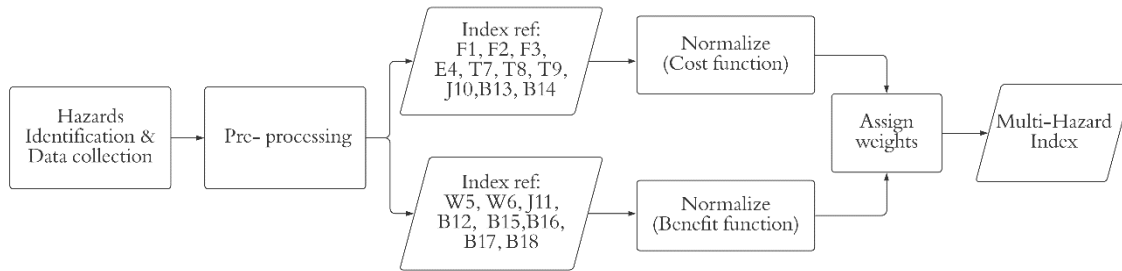 Hazards
Identification &
Data collection
Pre- processing
Index ref:
F1, F2, F3,
E4, T7, T8, T9,
J10,B13, B14
Normalize
(Cost function)
Index ref:
W5, W6, J11,
B12, B15,B16,
B17, B18
Normalize
(Benefit function)
Assign
weights
Multi-Hazard
Index